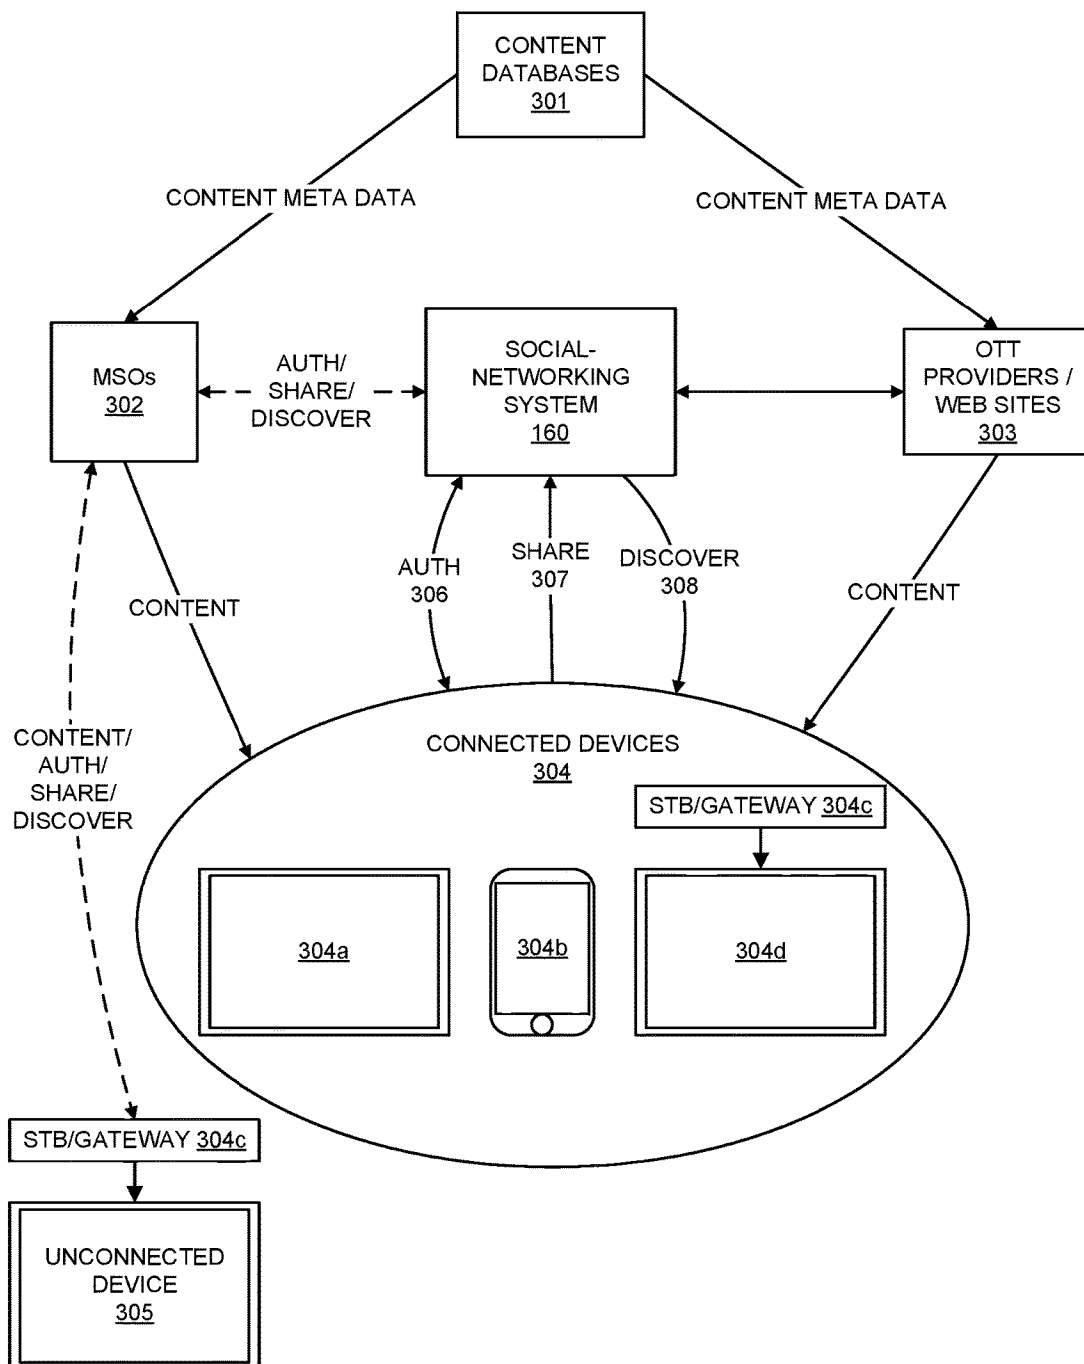 CONTENT
DATABASES
301
CONTENT META DATA
CONTENT META DATA
MSOs
302
AUTH/
SHARE/
DISCOVER
SOCIAL-
NETWORKING
SYSTEM
160
OTT
PROVIDERS /
WEB SITES
303
AUTH
306
SHARE
307
DISCOVER
308
CONTENT
CONTENT
CONTENT/
AUTH/
SHARE/
DISCOVER
CONNECTED DEVICES
304
STB/GATEWAY 304c
304a
304b
304d
STB/GATEWAY 304c
UNCONNECTED
DEVICE
305